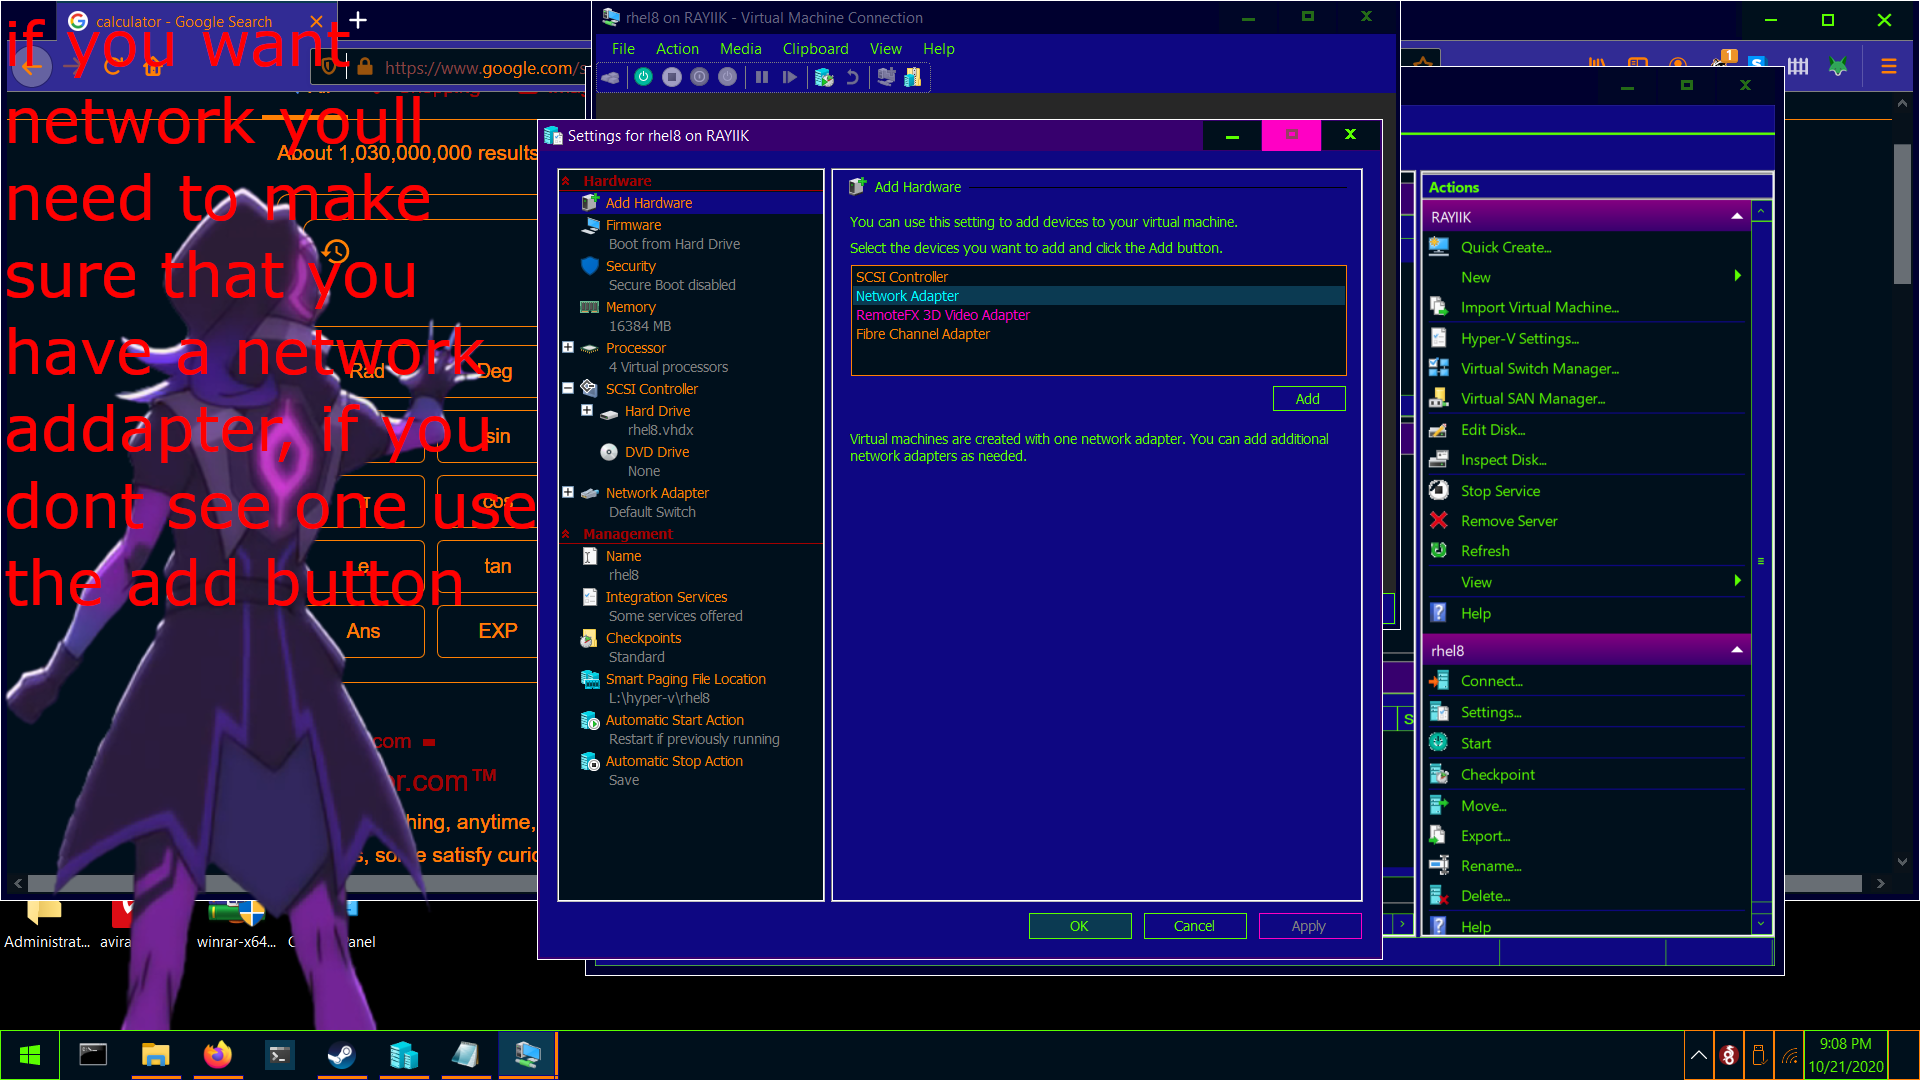 calculator - Google Search
if you want
network youll
need to make
sure that you
have a network
addapter, if you
dont see one use
the add button
https://www.google.com/s
About 1,030,000,000 results
Rad
Deg
sin
cos
e
tan
Ans
EXP
.com
r.com™
hing, anytime,
Administrat...
avira
winrar-x64...
Panel
rhel8 on RAYIIK - Virtual Machine Connection
File Action Media Clipboard View Help
1
Settings for rhel8 on RAYIIK
Hardware
Add Hardware
Firmware
Boot from Hard Drive
Security
Secure Boot disabled
Memory
16384 MB
Processor
4 Virtual processors
SCSI Controller
Hard Drive
rhel8.vhdx
DVD Drive
None
Network Adapter
Default Switch
Management
Name
rhel8
Integration Services
Some services offered
Checkpoints
Standard
Smart Paging File Location
L:\hyper-v\rhel8
Automatic Start Action
Restart if previously running
Automatic Stop Action
Save
Add Hardware
You can use this setting to add devices to your virtual machine.
Select the devices you want to add and click the Add button.
SCSI Controller
Network Adapter
RemoteFX 3D Video Adapter
Fibre Channel Adapter
Add
Virtual machines are created with one network adapter. You can add additional
network adapters as needed.
OK
Cancel
Apply
Actions
RAYIIK
Quick Create...
New
Import Virtual Machine...
Hyper-V Settings...
Virtual Switch Manager...
Virtual SAN Manager...
Edit Disk...
Inspect Disk...
Stop Service
Remove Server
Refresh
View
Help
rhel8
Connect...
Settings...
Start
Checkpoint
Move...
Export...
Rename...
Delete...
Help
9:08 PM
10/21/2020